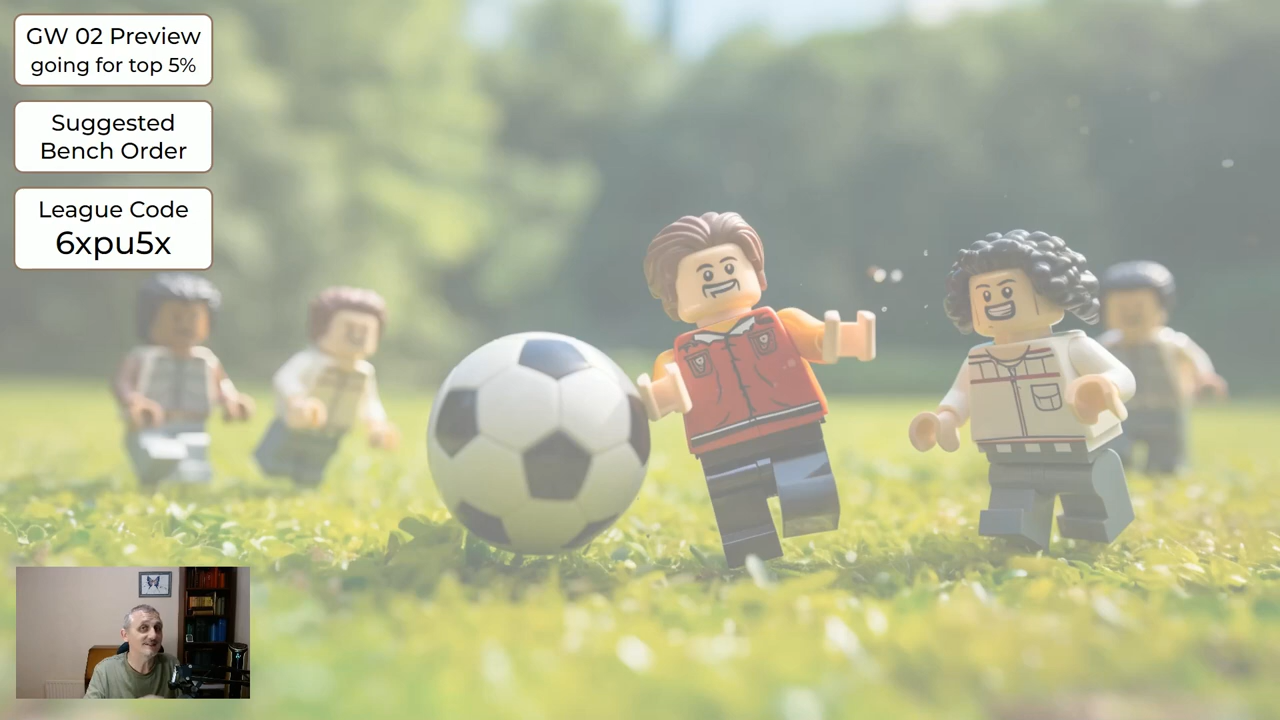 GW 02 Preview
going for top 5%
Suggested
Bench Order
League Code
6xpu5x